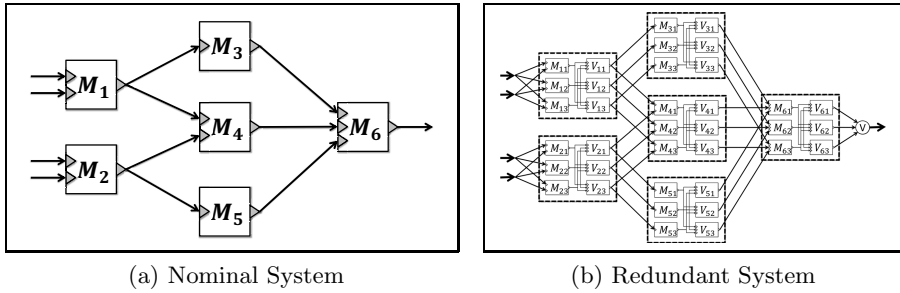 M₁
M₂
M₃
M₄
M₅
M₆
(a) Nominal System
M₁₁ V₁₁
M₁₂ V₁₂
M₁₃ V₁₃
M₂₁ V₂₁
M₂₂ V₂₂
M₂₃ V₂₃
M₃₁ V₃₁
M₃₂ V₃₂
M₃₃ V₃₃
M₄₁ V₄₁
M₄₂ V₄₂
M₄₃ V₄₃
M₅₁ V₅₁
M₅₂ V₅₂
M₅₃ V₅₃
M₆₁ V₆₁
M₆₂ V₆₂
M₆₃ V₆₃
V
(b) Redundant System